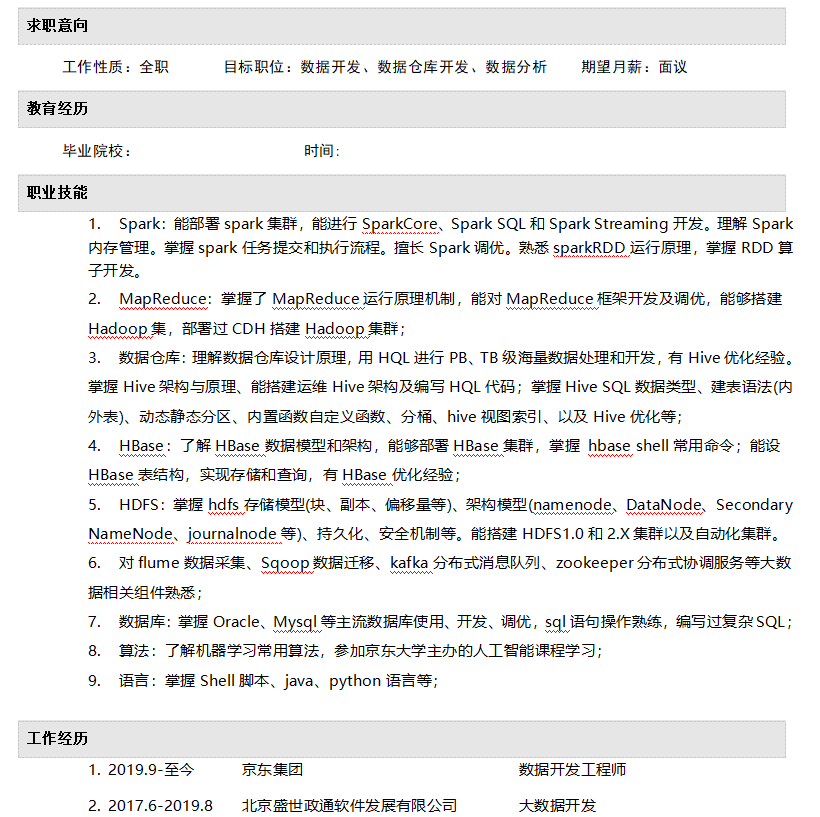 求职意向
工作性质：全职 目标职位：数据开发、数据仓库开发、数据分析 期望月薪：面议
教育经历
毕业院校： 时间：
职业技能
1. Spark：能部署 spark 集群，能进行 SparkCore、Spark SQL 和 Spark Streaming 开发。理解 Spark
内存管理。掌握 spark 任务提交和执行流程。擅长 Spark 调优。熟悉 sparkRDD 运行原理，掌握 RDD 算
子开发。
2. MapReduce：掌握了 MapReduce 运行原理机制，能对 MapReduce 框架开发及调优，能够搭建
Hadoop 集，部署过 CDH 搭建 Hadoop 集群；
3. 数据仓库：理解数据仓库设计原理，用 HQL 进行 PB、TB 级海量数据处理和开发，有 Hive 优化经验。
掌握 Hive 架构与原理、能搭建运维 Hive 架构及编写 HQL 代码；掌握 Hive SQL 数据类型、建表语法(内
外表)、动态静态分区、内置函数自定义函数、分桶、hive 视图索引、以及 Hive 优化等；
4. HBase：了解 HBase 数据模型和架构，能够部署 HBase 集群，掌握 hbase shell 常用命令；能设
HBase 表结构，实现存储和查询，有 HBase 优化经验；
5. HDFS：掌握 hdfs 存储模型(块、副本、偏移量等)、架构模型(namenode、DataNode、Secondary
NameNode、journalnode 等)、持久化、安全机制等。能搭建 HDFS1.0 和 2.X 集群以及自动化集群。
6. 对 flume 数据采集、Sqoop 数据迁移、kafka 分布式消息队列、zookeeper 分布式协调服务等大数
据相关组件熟悉；
7. 数据库：掌握 Oracle、Mysql 等主流数据库使用、开发、调优，sql 语句操作熟练，编写过复杂 SQL；
8. 算法：了解机器学习常用算法，参加京东大学主办的人工智能课程学习；
9. 语言：掌握 Shell 脚本、java、python 语言等；
工作经历
1. 2019.9-至今 京东集团 数据开发工程师
2. 2017.6-2019.8 北京盛世政通软件发展有限公司 大数据开发